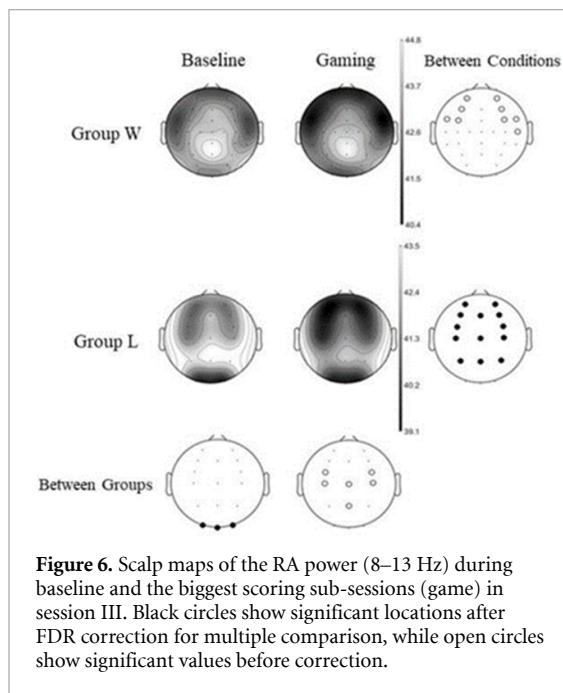 Baseline
Gaming
Between Conditions
Group W
44.8
43.7
42.6
41.5
40.4
Group L
43.5
42.4
41.3
40.2
39.1
Between Groups
Figure 6. Scalp maps of the RA power (8–13 Hz) during
baseline and the biggest scoring sub-sessions (game) in
session III. Black circles show significant locations after
FDR correction for multiple comparison, while open circles
show significant values before correction.